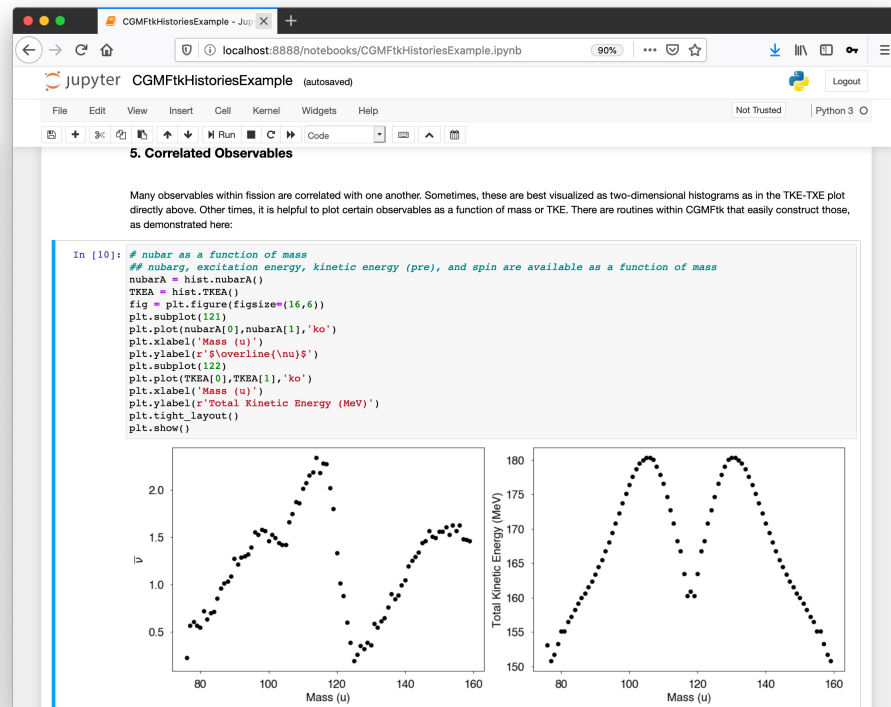 CGMFtkHistoriesExample - Jup
localhost:8888/notebooks/CGMFtkHistoriesExample.ipynb
90%
jupyter CGMFtkHistoriesExample (autosaved)
Logout
File Edit View Insert Cell Kernel Widgets Help
Not Trusted
Python 3
Run
Code
5. Correlated Observables
Many observables within fission are correlated with one another. Sometimes, these are best visualized as two-dimensional histograms as in the TKE-TXE plot
directly above. Other times, it is helpful to plot certain observables as a function of mass or TKE. There are routines within CGMFtk that easily construct those,
as demonstrated here:
In [10]:
# nubar as a function of mass
## nubarg, excitation energy, kinetic energy (pre), and spin are available as a function of mass
nubarA = hist.nubarA()
TKEA = hist.TKEA()
fig = plt.figure(figsize=(16,6))
plt.subplot(121)
plt.plot(nubarA[0],nubarA[1],'ko')
plt.xlabel('Mass (u)')
plt.ylabel(r'$\overline{\nu}$')
plt.subplot(122)
plt.plot(TKEA[0],TKEA[1],'ko')
plt.xlabel('Mass (u)')
plt.ylabel(r'Total Kinetic Energy (MeV)')
plt.tight_layout()
plt.show()
2.0
1.5
1.0
0.5
ν̅
80 100 120 140 160
Mass (u)
180
175
170
165
160
155
150
Total Kinetic Energy (MeV)
80 100 120 140 160
Mass (u)